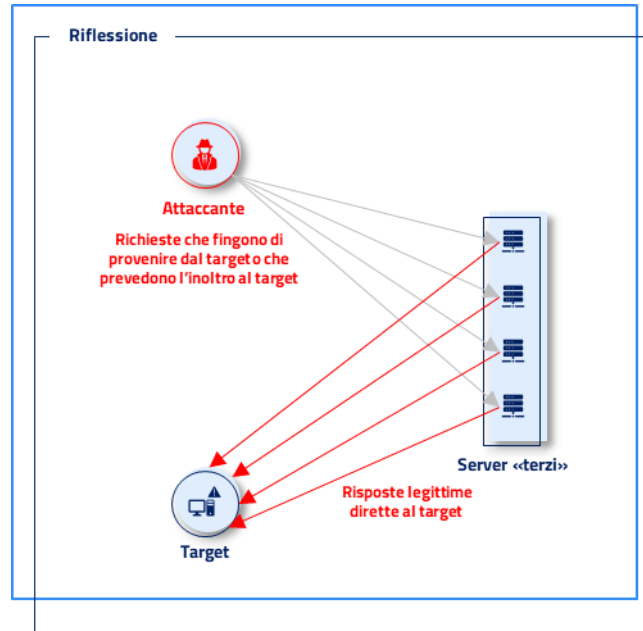 Riflessione
Attaccante
Richieste che fingono di
provenire dal targeto che
prevedono l'inoltro al target
Server «terzi»
Risposte legittime
dirette al target
Target